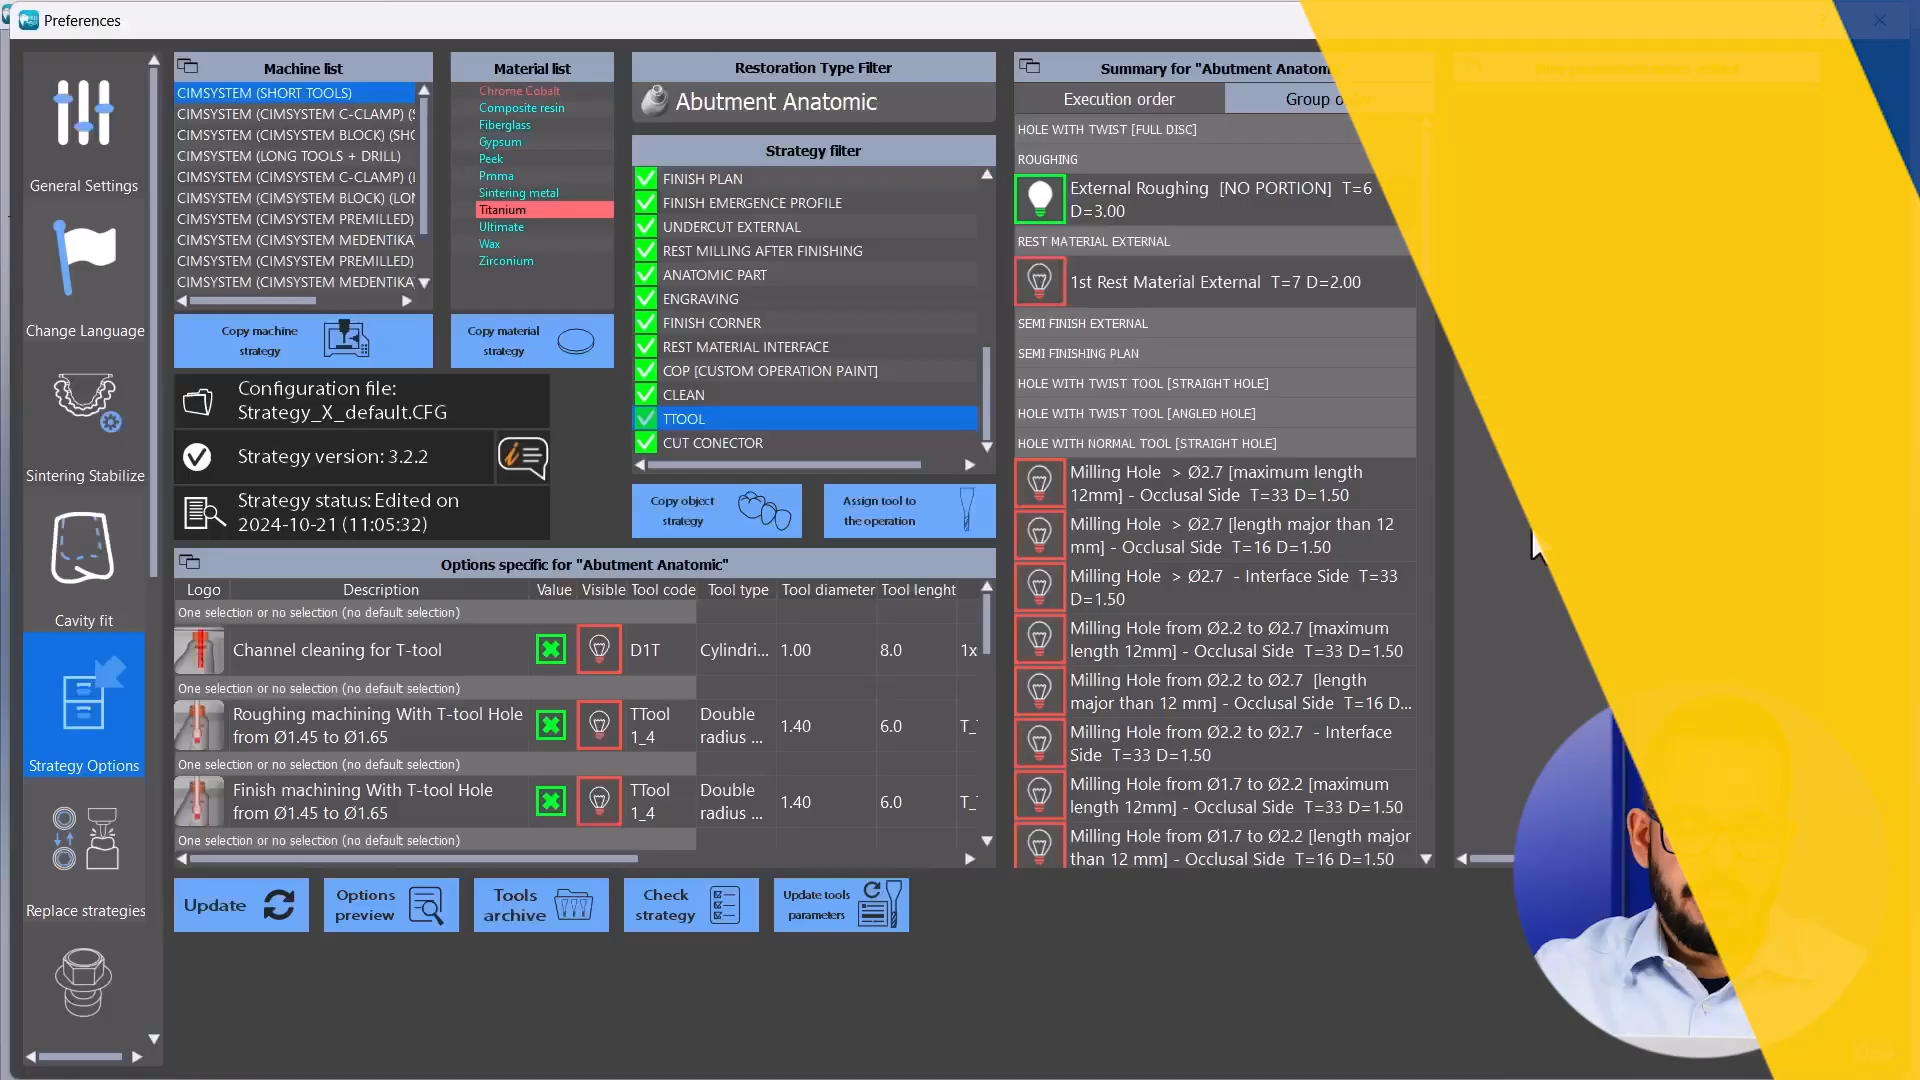 Preferences
General Settings
Change Language
Sintering Stabilize
Cavity fit
Strategy Options
Replace strategies
Machine list
CIMSYSTEM (SHORT TOOLS)
CIMSYSTEM (CIMSYSTEM C-CLAMP) (S
CIMSYSTEM (CIMSYSTEM BLOCK) (SHO
CIMSYSTEM (LONG TOOLS + DRILL)
CIMSYSTEM (CIMSYSTEM C-CLAMP) (L
CIMSYSTEM (CIMSYSTEM BLOCK) (LON
CIMSYSTEM (CIMSYSTEM PREMILLED)
CIMSYSTEM (CIMSYSTEM MEDENTIKA
CIMSYSTEM (CIMSYSTEM PREMILLED)
CIMSYSTEM (CIMSYSTEM MEDENTIKA
Copy machine
strategy
Material list
Chrome Cobalt
Composite resin
Fiberglass
Gypsum
Peek
Pmma
Sintering metal
Titanium
Ultimate
Wax
Zirconium
Copy material
strategy
Configuration file:
Strategy_X_default.CFG
Strategy version: 3.2.2
Strategy status: Edited on
2024-10-21 (11:05:32)
Restoration Type Filter
Abutment Anatomic
Strategy filter
FINISH PLAN
FINISH EMERGENCE PROFILE
UNDERCUT EXTERNAL
REST MILLING AFTER FINISHING
ANATOMIC PART
ENGRAVING
FINISH CORNER
REST MATERIAL INTERFACE
COP [CUSTOM OPERATION PAINT]
CLEAN
TTOOL
CUT CONECTOR
Copy object
strategy
Assign tool to
the operation
Options specific for "Abutment Anatomic"
Logo Description Value Visible Tool code Tool type Tool diameter Tool lenght
One selection or no selection (no default selection)
Channel cleaning for T-tool D1T Cylindri... 1.00 8.0 1x
One selection or no selection (no default selection)
Roughing machining With T-tool Hole
from Ø1.45 to Ø1.65
TTool
1_4
Double
radius ...
1.40 6.0 T_
One selection or no selection (no default selection)
Finish machining With T-tool Hole
from Ø1.45 to Ø1.65
TTool
1_4
Double
radius ...
1.40 6.0 T_
One selection or no selection (no default selection)
Update
Options
preview
Tools
archive
Check
strategy
Update tools
parameters
Summary for "Abutment Anatom
Execution order
Group o
HOLE WITH TWIST [FULL DISC]
ROUGHING
External Roughing [NO PORTION] T=6
D=3.00
REST MATERIAL EXTERNAL
1st Rest Material External T=7 D=2.00
SEMI FINISH EXTERNAL
SEMI FINISHING PLAN
HOLE WITH TWIST TOOL [STRAIGHT HOLE]
HOLE WITH TWIST TOOL [ANGLED HOLE]
HOLE WITH NORMAL TOOL [STRAIGHT HOLE]
Milling Hole > Ø2.7 [maximum length
12mm] - Occlusal Side T=33 D=1.50
Milling Hole > Ø2.7 [length major than 12
mm] - Occlusal Side T=16 D=1.50
Milling Hole > Ø2.7 - Interface Side T=33
D=1.50
Milling Hole from Ø2.2 to Ø2.7 [maximum
length 12mm] - Occlusal Side T=33 D=1.50
Milling Hole from Ø2.2 to Ø2.7 [length
major than 12 mm] - Occlusal Side T=16 D...
Milling Hole from Ø2.2 to Ø2.7 - Interface
Side T=33 D=1.50
Milling Hole from Ø1.7 to Ø2.2 [maximum
length 12mm] - Occlusal Side T=33 D=1.50
Milling Hole from Ø1.7 to Ø2.2 [length major
than 12 mm] - Occlusal Side T=16 D=1.50